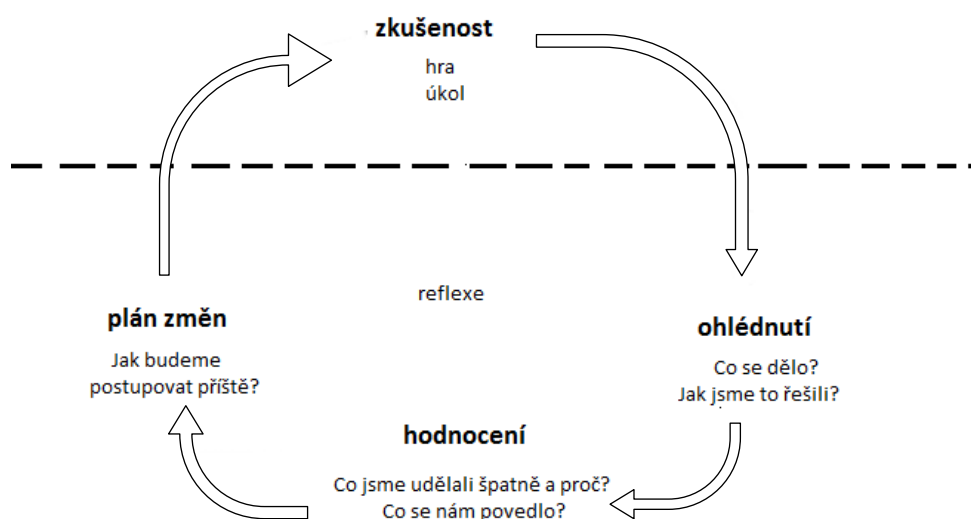 zkušenost
hra
úkol
reflexe
plán změn
Jak budeme
postupovat příště?
ohlédnutí
Co se dělo?
Jak jsme to řešili?
hodnocení
Co jsme udělali špatně a proč?
Co se nám povedlo?